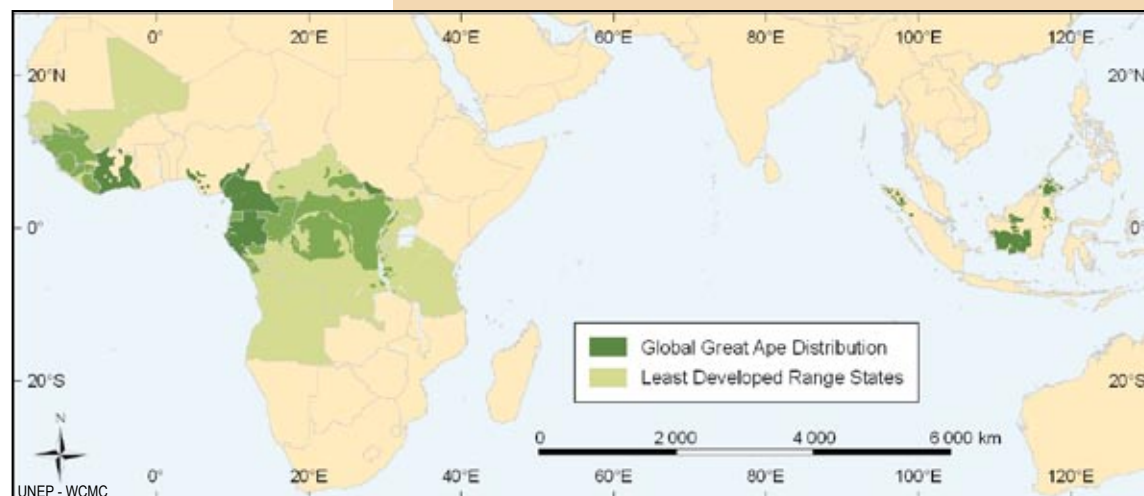 0° 20°E 40°E 60°E 80°E 100°E 120°E
20°N 20°N
0° 0°
Global Great Ape Distribution
Least Developed Range States
20°S 20°S
N
0 2 000 4 000 6 000 km
0° 20°E 40°E 60°E 80°E 100°E 120°E
UNEP - WCMC